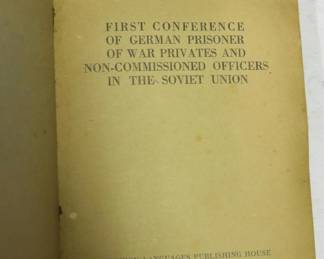 FIRST CONFERENCE
OF GERMAN PRISONER
OF WAR PRIVATES AND
NON-COMMISSIONED OFFICERS
IN THE SOVIET UNION
LANGUAGES PUBLISHING HOUSE